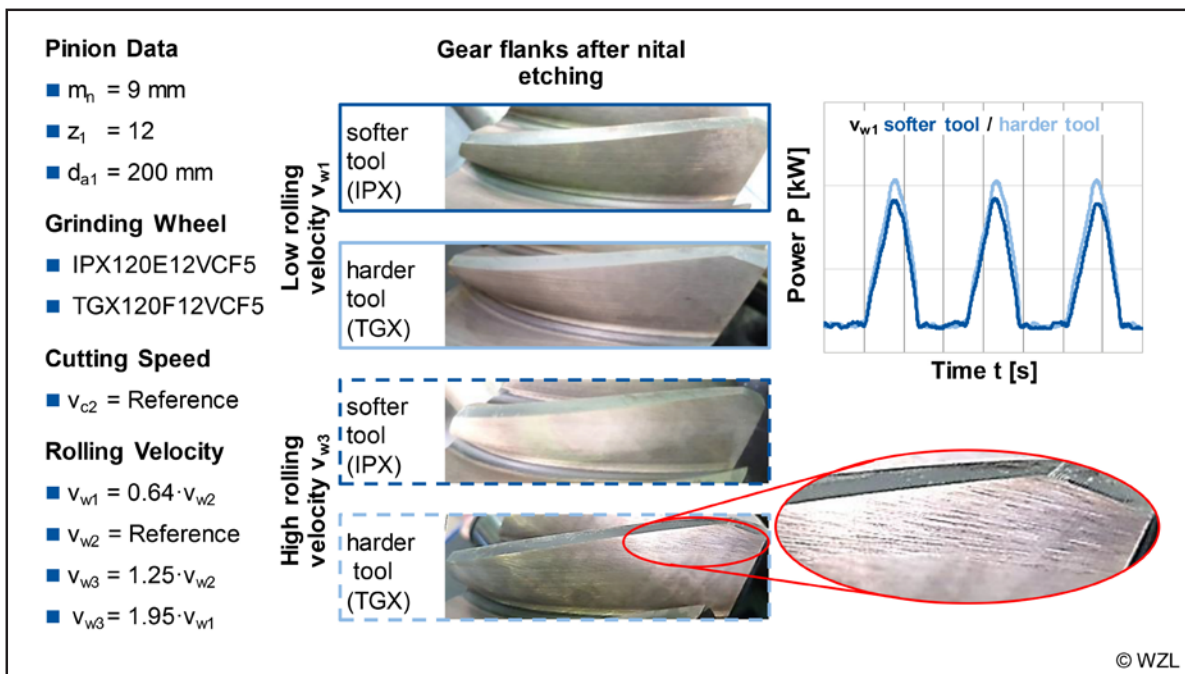 Pinion Data
■ mₙ = 9 mm
■ z₁ = 12
■ dₐ₁ = 200 mm
Grinding Wheel
■ IPX120E12VCF5
■ TGX120F12VCF5
Cutting Speed
■ v_c2 = Reference
Rolling Velocity
■ v_w1 = 0.64·v_w2
■ v_w2 = Reference
■ v_w3 = 1.25·v_w2
■ v_w3 = 1.95·v_w1
Gear flanks after nital
etching
Low rolling
velocity v_w1
softer
tool
(IPX)
harder
tool
(TGX)
High rolling
velocity v_w3
softer
tool
(IPX)
harder
tool
(TGX)
v_w1 softer tool / harder tool
Power P [kW]
Time t [s]
© WZL